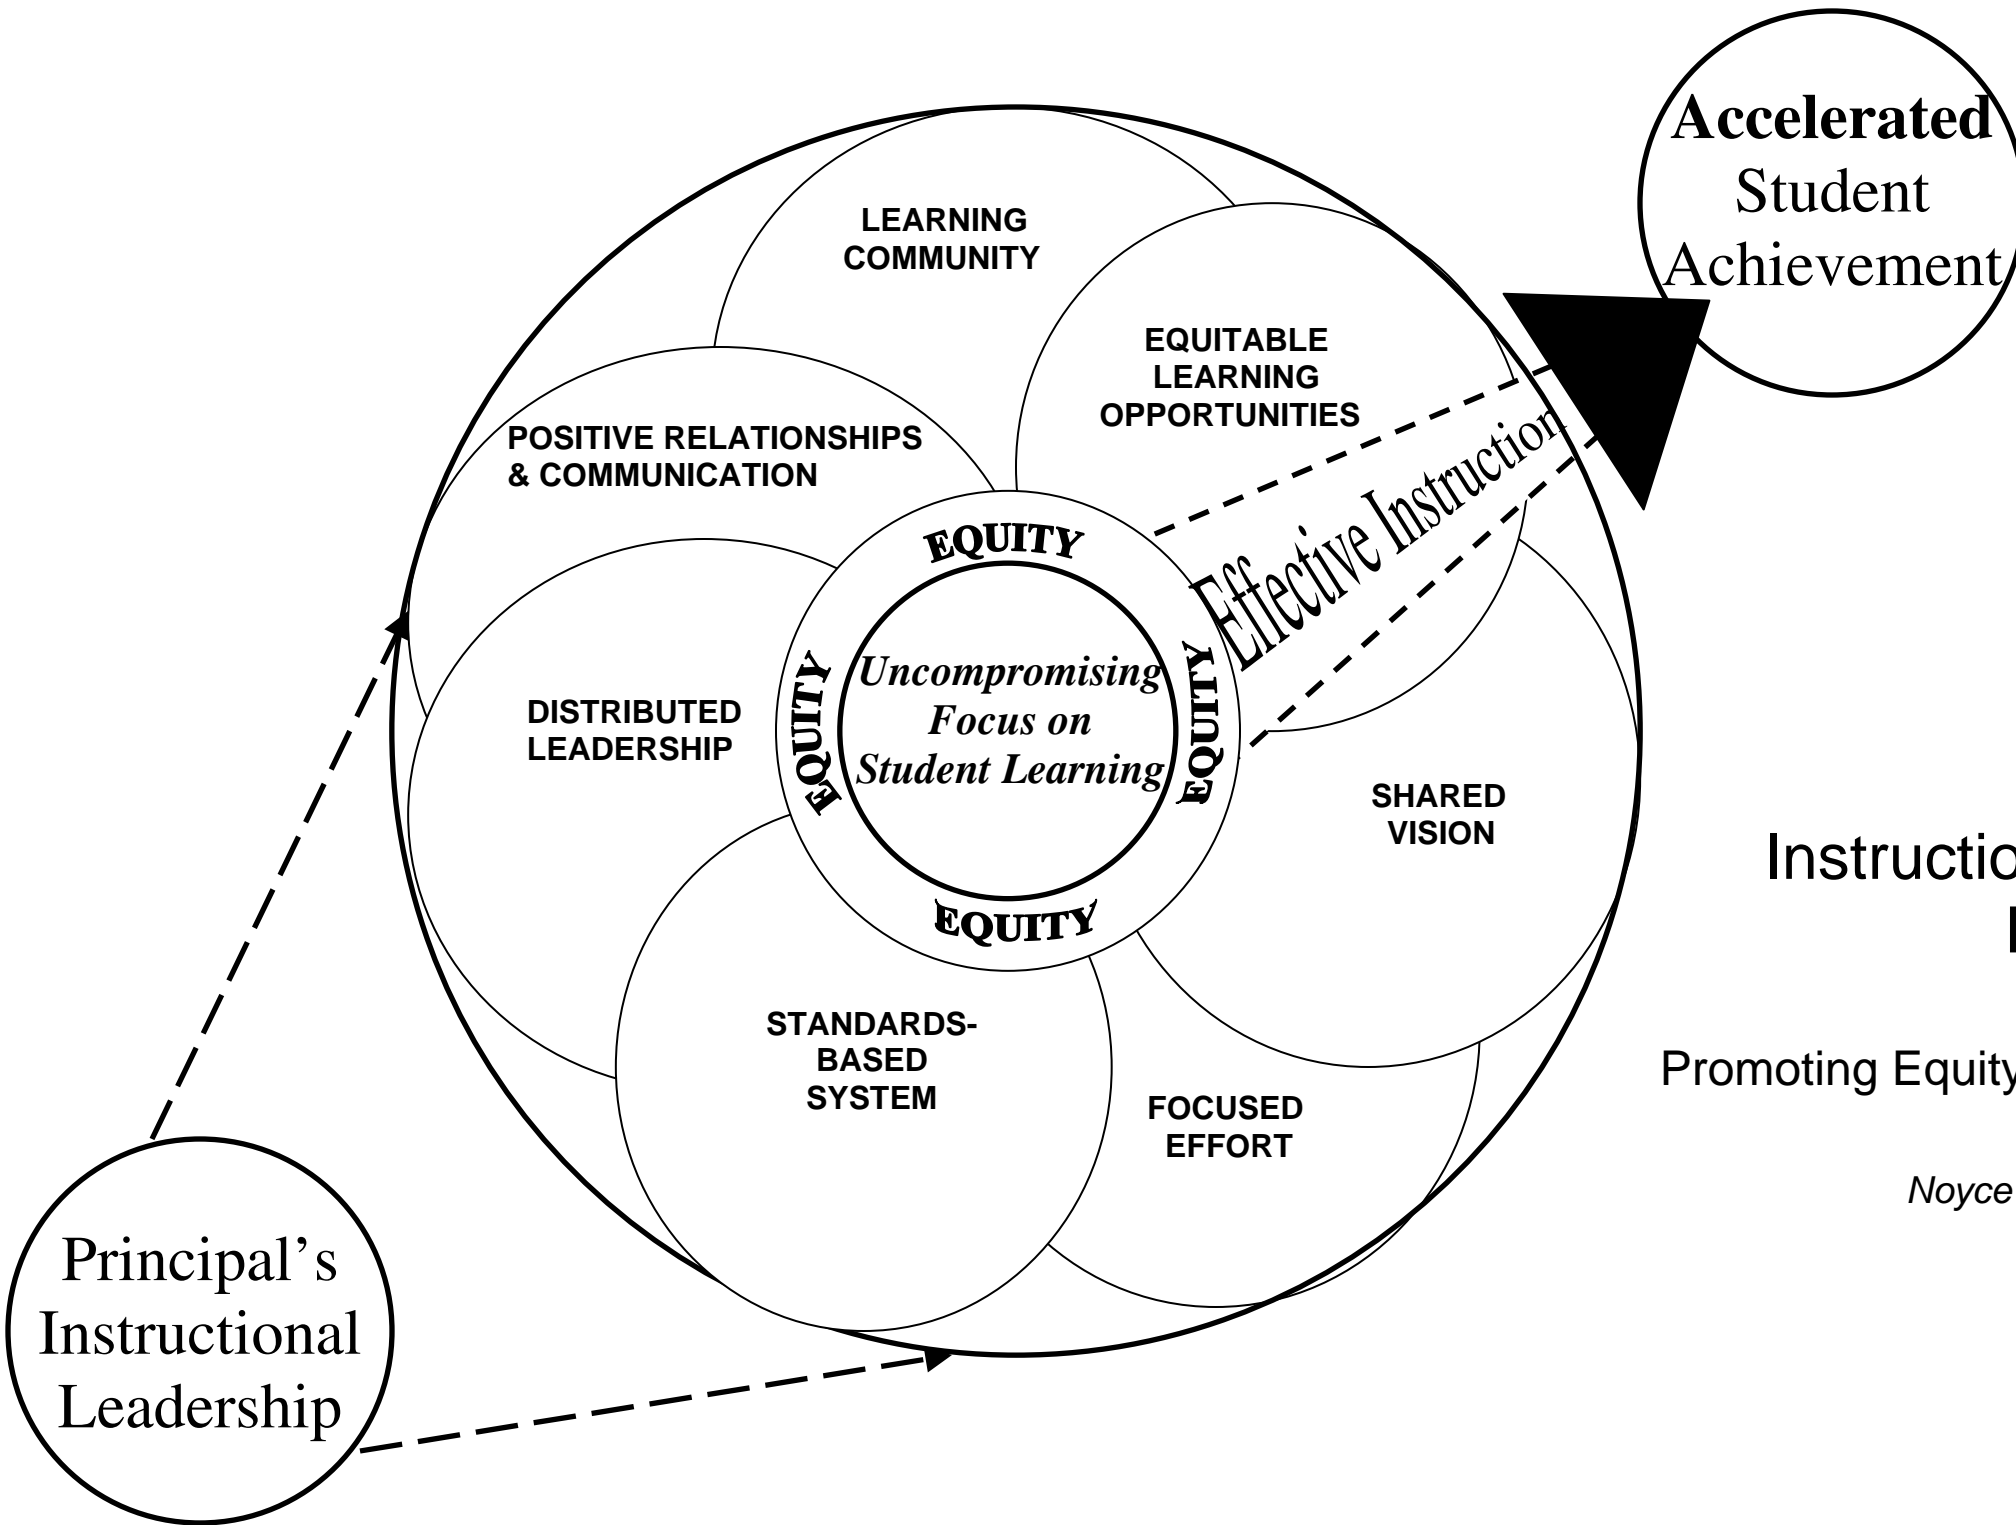 Accelerated
Student
Achievement
LEARNING
COMMUNITY
EQUITABLE
LEARNING
OPPORTUNITIES
POSITIVE RELATIONSHIPS
& COMMUNICATION
Effective Instruction
EQUITY
EQUITY
EQUITY
EQUITY
Uncompromising
Focus on
Student Learning
DISTRIBUTED
LEADERSHIP
SHARED
VISION
STANDARDS-
BASED
SYSTEM
FOCUSED
EFFORT
Principal’s
Instructional
Leadership
Promoting Equity
Noyce